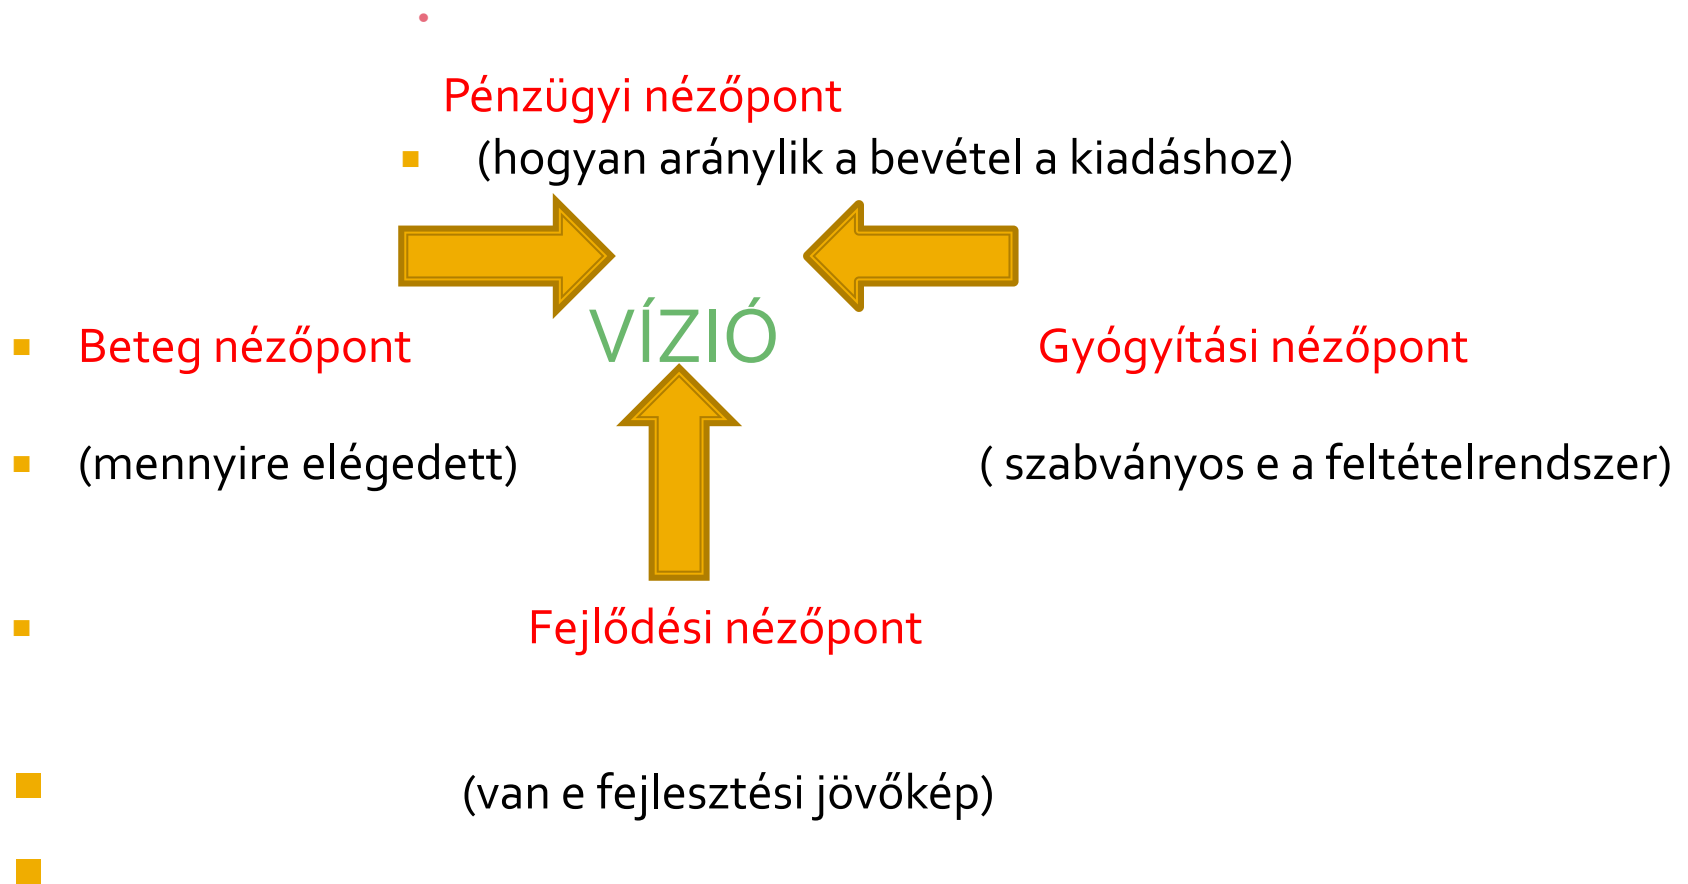 Pénzügyi nézőpont
(hogyan aránylik a bevétel a kiadáshoz)
VÍZIÓ
Beteg nézőpont Gyógyítási nézőpont
(mennyire elégedett) ( szabványos e a feltételrendszer)
Fejlődési nézőpont
(van e fejlesztési jövőkép)